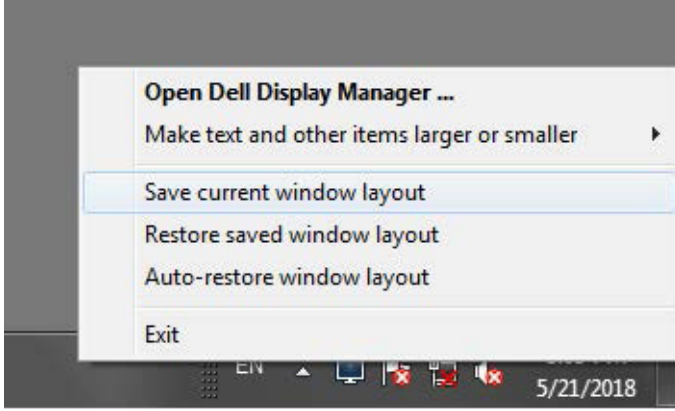 Open Dell Display Manager ...
Make text and other items larger or smaller
Save current window layout
Restore saved window layout
Auto-restore window layout
Exit
EN
5/21/2018